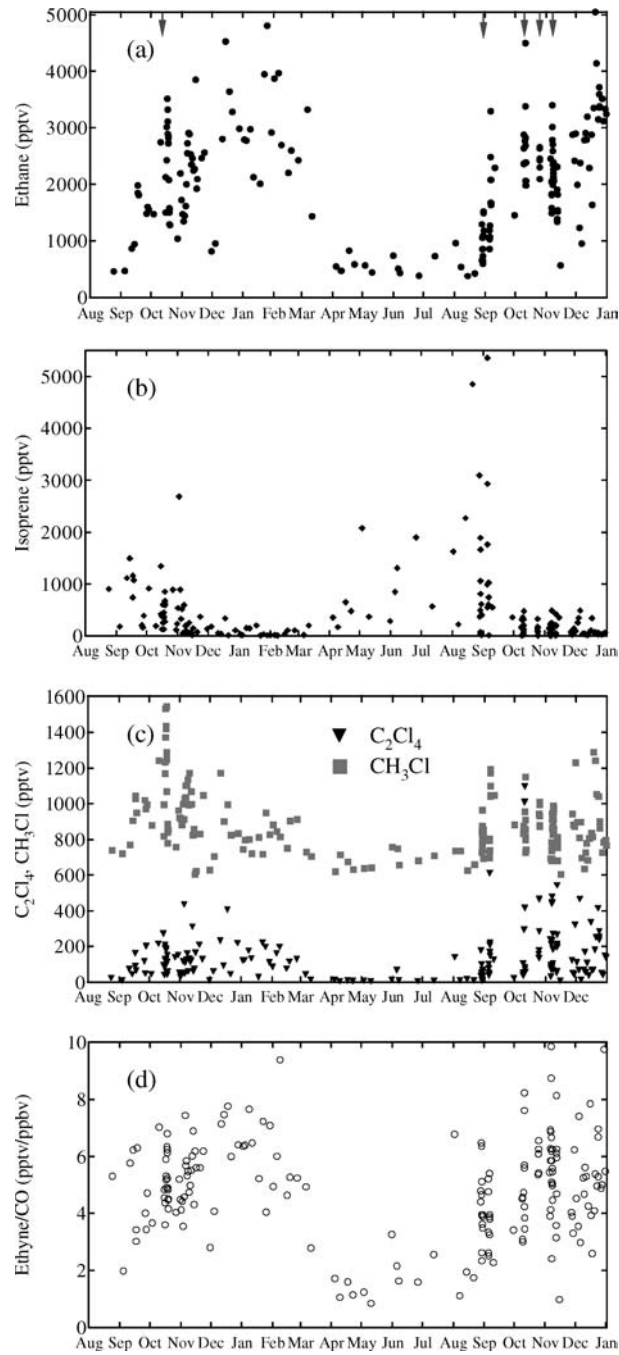 (a)
Ethane (pptv)
5000
4000
3000
2000
1000
0
Aug Sep Oct Nov Dec Jan Feb Mar Apr May Jun Jul Aug Sep Oct Nov Dec Jan
(b)
Isoprene (pptv)
5000
4000
3000
2000
1000
0
Aug Sep Oct Nov Dec Jan Feb Mar Apr May Jun Jul Aug Sep Oct Nov Dec Jan
(c)
C₂Cl₄
CH₃Cl
C₂Cl₄, CH₃Cl (pptv)
1600
1400
1200
1000
800
600
400
200
0
Aug Sep Oct Nov Dec Jan Feb Mar Apr May Jun Jul Aug Sep Oct Nov Dec
(d)
Ethyne/CO (pptv/ppbv)
10
8
6
4
2
0
Aug Sep Oct Nov Dec Jan Feb Mar Apr May Jun Jul Aug Sep Oct Nov Dec Jan